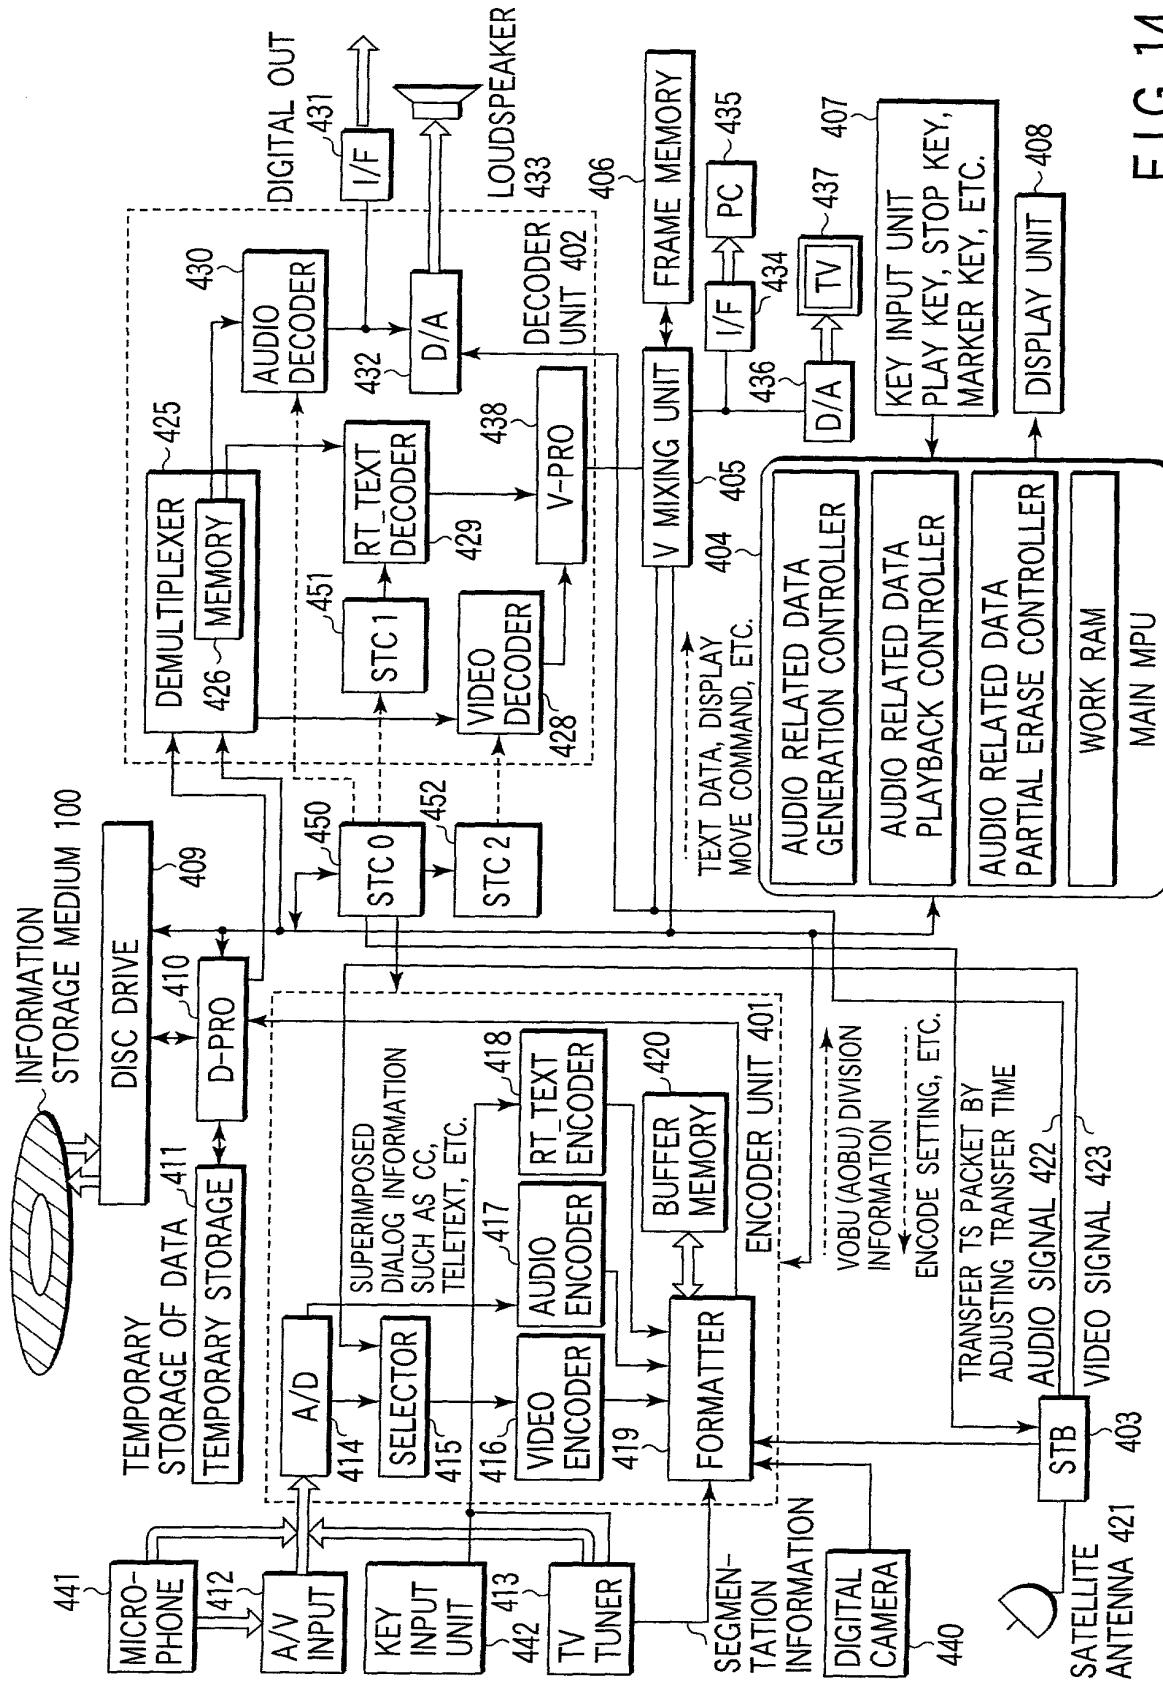 INFORMATION
STORAGE MEDIUM 100
DISC DRIVE
409
TEMPORARY
STORAGE OF DATA
411
TEMPORARY STORAGE
D-PRO
410
441
MICRO-
PHONE
412
A/V
INPUT
KEY
INPUT
UNIT
442
413
TV
TUNER
SEGMEN-
TATION
INFORMATION
DIGITAL
CAMERA
440
SATELLITE
ANTENNA 421
A/D
414
SELECTOR
415
SUPERIMPOSED
DIALOG INFORMATION
SUCH AS CC,
TELETEXT, ETC.
416
VIDEO
ENCODER
417
AUDIO
ENCODER
418
RT_TEXT
ENCODER
419
FORMATTER
BUFFER
MEMORY
420
ENCODER UNIT 401
VOBU (AOBU) DIVISION
INFORMATION
ENCODE SETTING, ETC.
TRANSFER TS PACKET BY
ADJUSTING TRANSFER TIME
AUDIO SIGNAL 422
VIDEO SIGNAL 423
STB
403
STC 0
450
STC 2
452
DEMULTIPLEXER
425
MEMORY
426
STC 1
451
RT_TEXT
DECODER
429
VIDEO
DECODER
428
AUDIO
DECODER
430
D/A
432
V-PRO
438
DECODER
UNIT 402
DIGITAL OUT
I/F
431
LOUDSPEAKER
433
V MIXING UNIT
405
FRAME MEMORY
406
I/F
434
PC
435
D/A
436
TV
437
TEXT DATA, DISPLAY
MOVE COMMAND, ETC.
404
AUDIO RELATED DATA
GENERATION CONTROLLER
AUDIO RELATED DATA
PLAYBACK CONTROLLER
AUDIO RELATED DATA
PARTIAL ERASE CONTROLLER
WORK RAM
MAIN MPU
407
KEY INPUT UNIT
PLAY KEY, STOP KEY,
MARKER KEY, ETC.
DISPLAY UNIT
408
FIG. 14